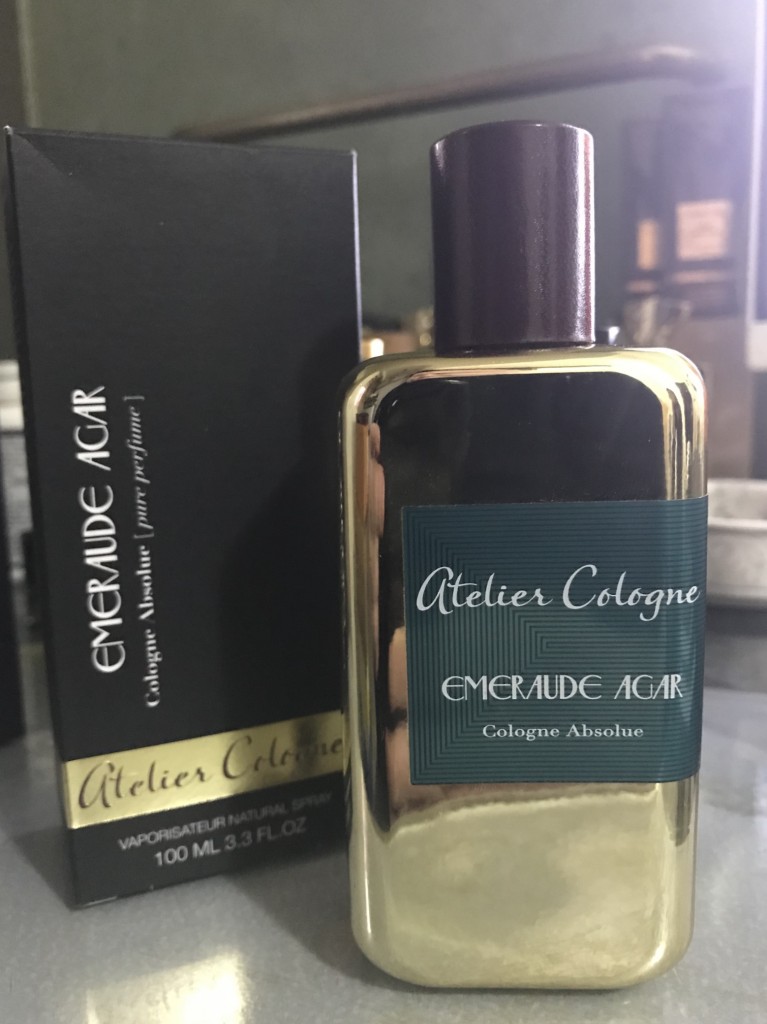 EMERAUDE AGAR
Cologne Absolue [pure perfume]
Atelier Cologne
VAPORISATEUR NATURAL SPRAY
100 ML 3.3 FL.OZ
Atelier Cologne
EMERAUDE AGAR
Cologne Absolue